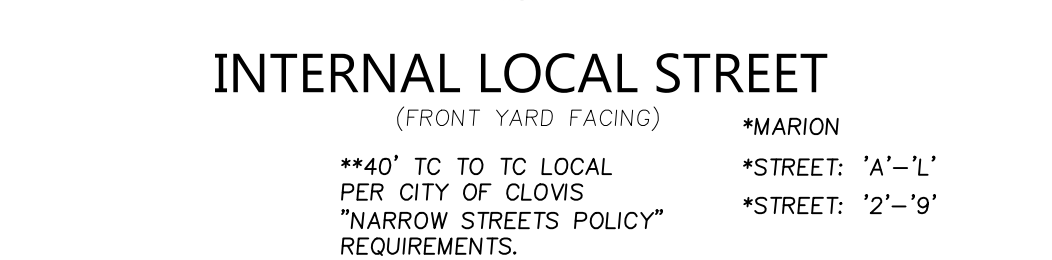 INTERNAL LOCAL STREET
(FRONT YARD FACING)
*MARION
**40' TC TO TC LOCAL
PER CITY OF CLOVIS
"NARROW STREETS POLICY"
REQUIREMENTS.
*STREET: 'A'–'L'
*STREET: '2'–'9'